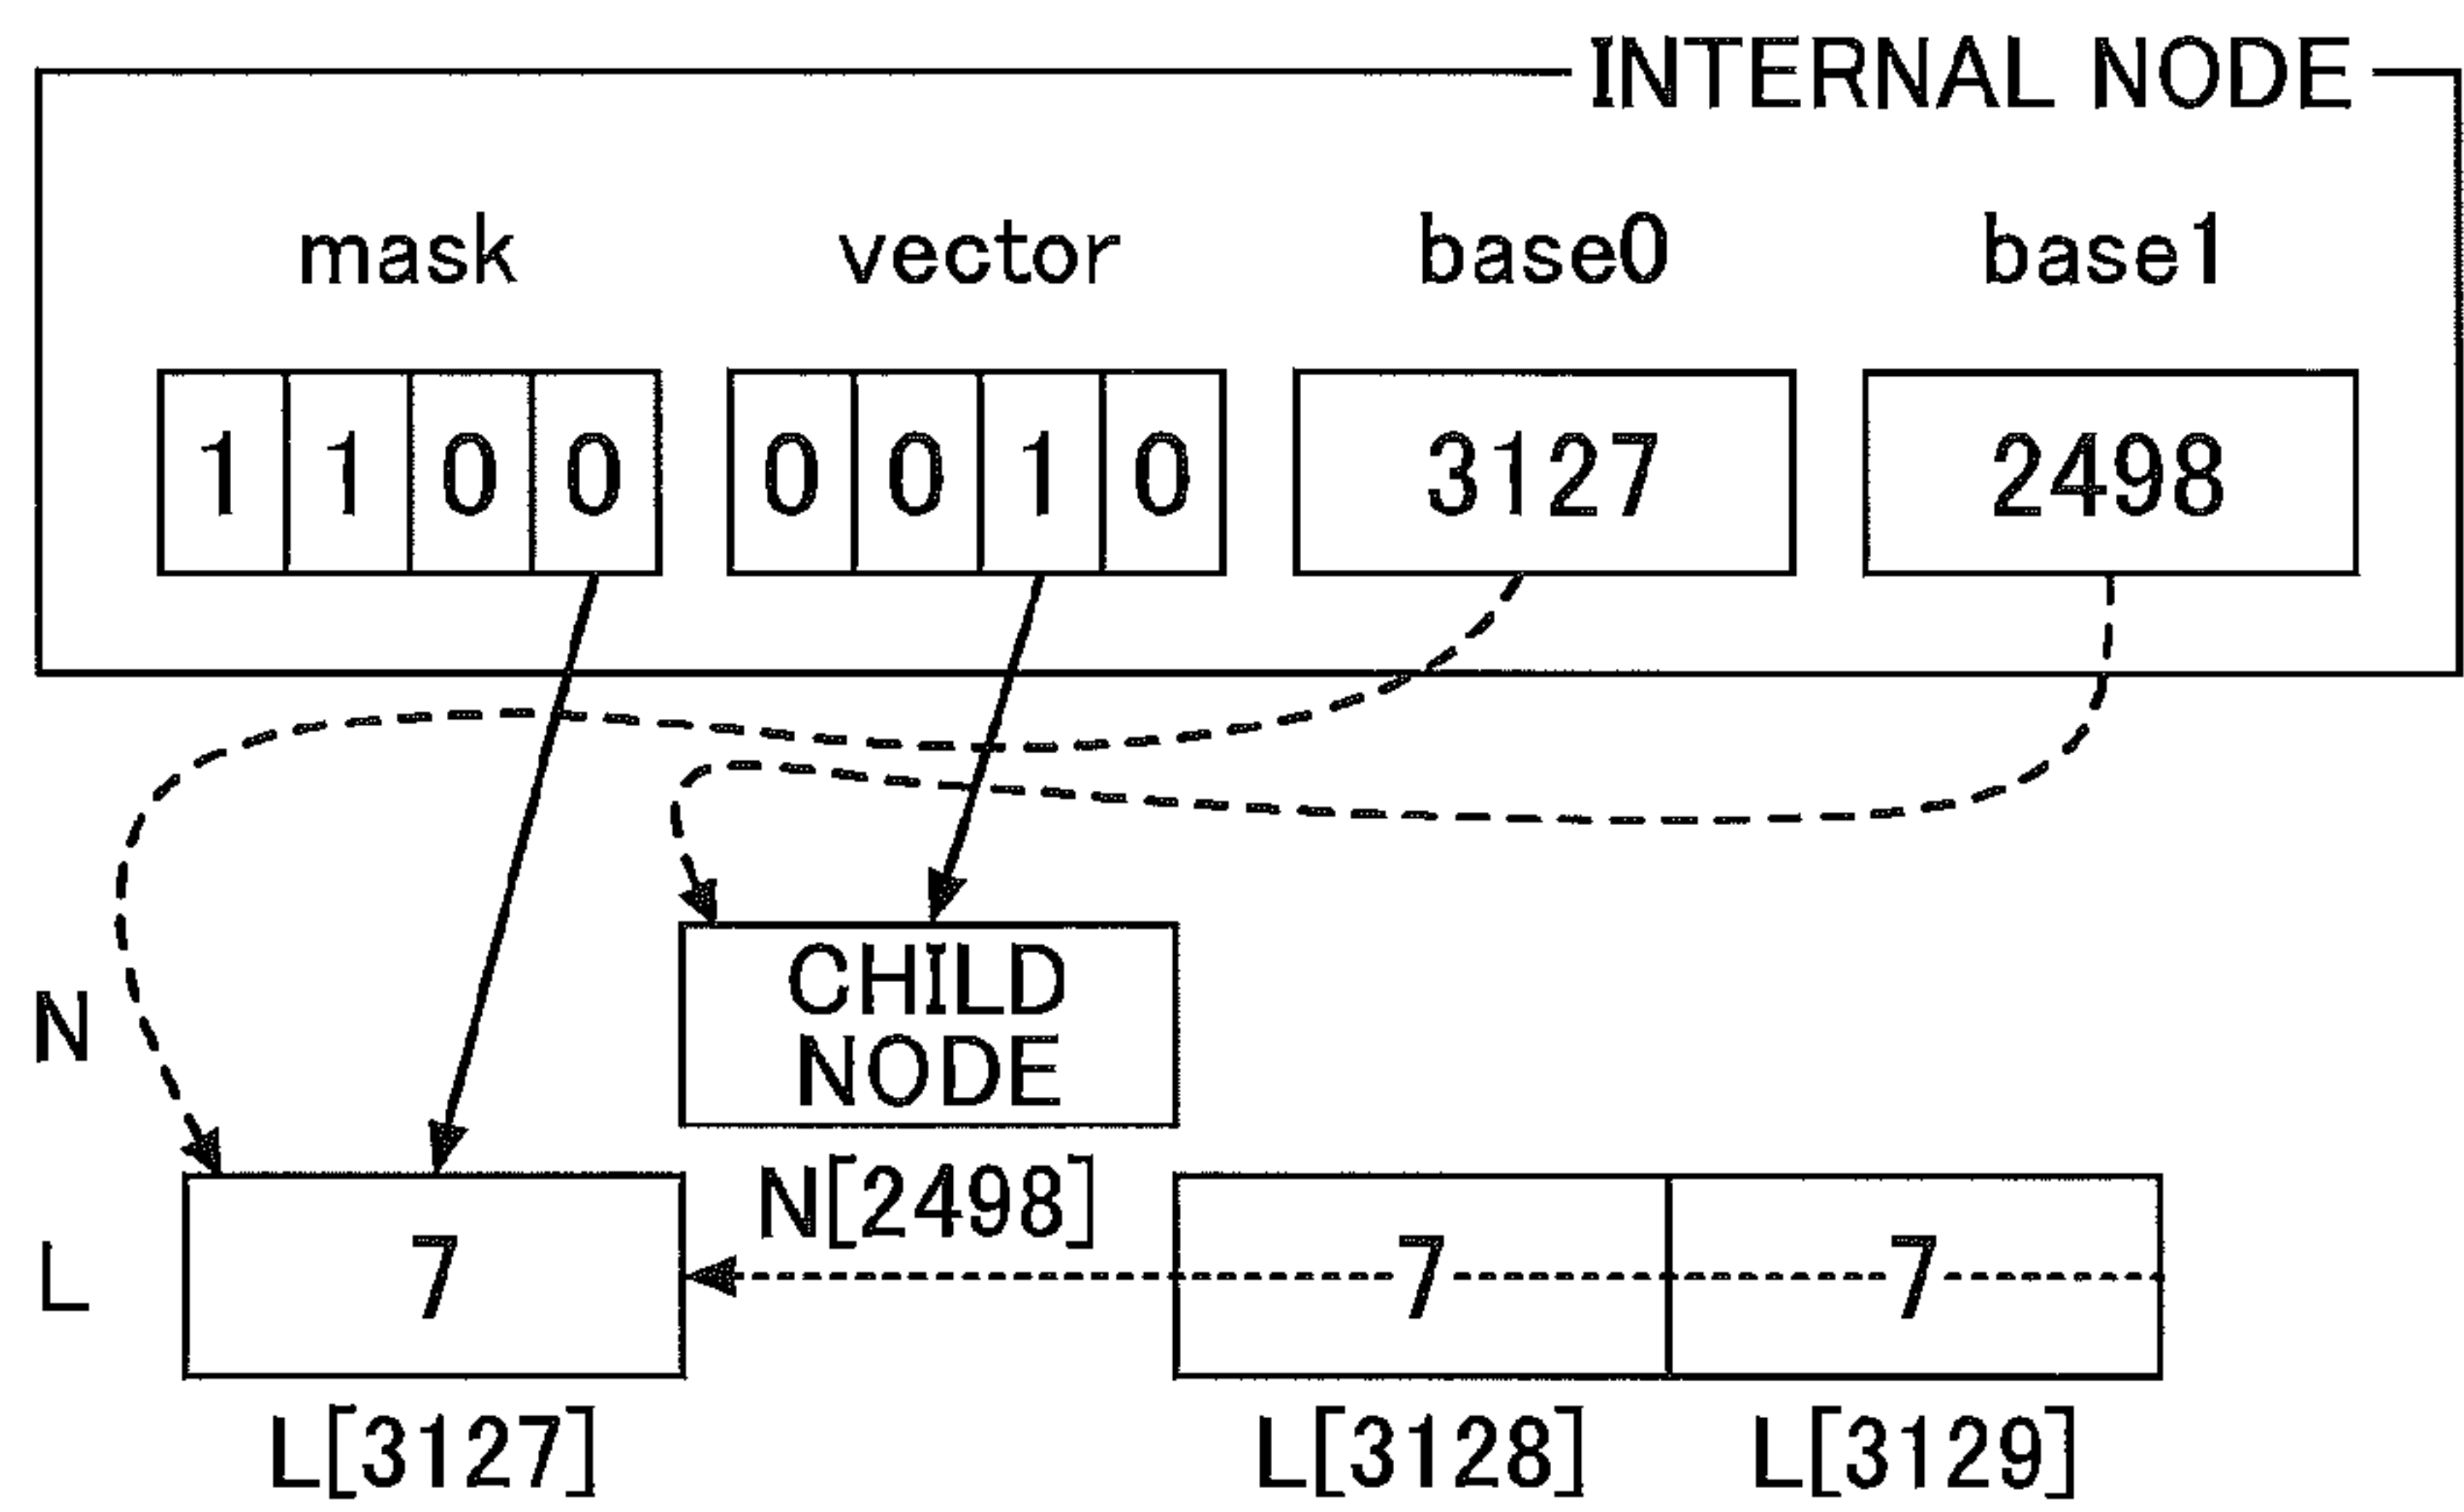 INTERNAL NODE
mask vector base0 base1
1 1 0 0 0 0 1 0 3127 2498
CHILD
NODE
N
N[2498]
L 7 7 7
L[3127] L[3128] L[3129]